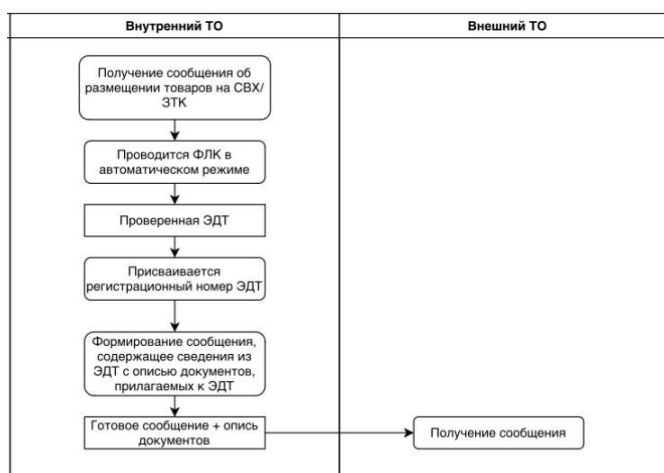 Внутренний ТО
Внешний ТО
Получение сообщения об
размещении товаров на СВХ/
ЗТК
Проводится ФЛК в
автоматическом режиме
Проверенная ЭДТ
Присваивается
регистрационный номер ЭДТ
Формирование сообщения,
содержащее сведения из
ЭДТ с описью документов,
прилагаемых к ЭДТ
Готовое сообщение + опись
документов
Получение сообщения